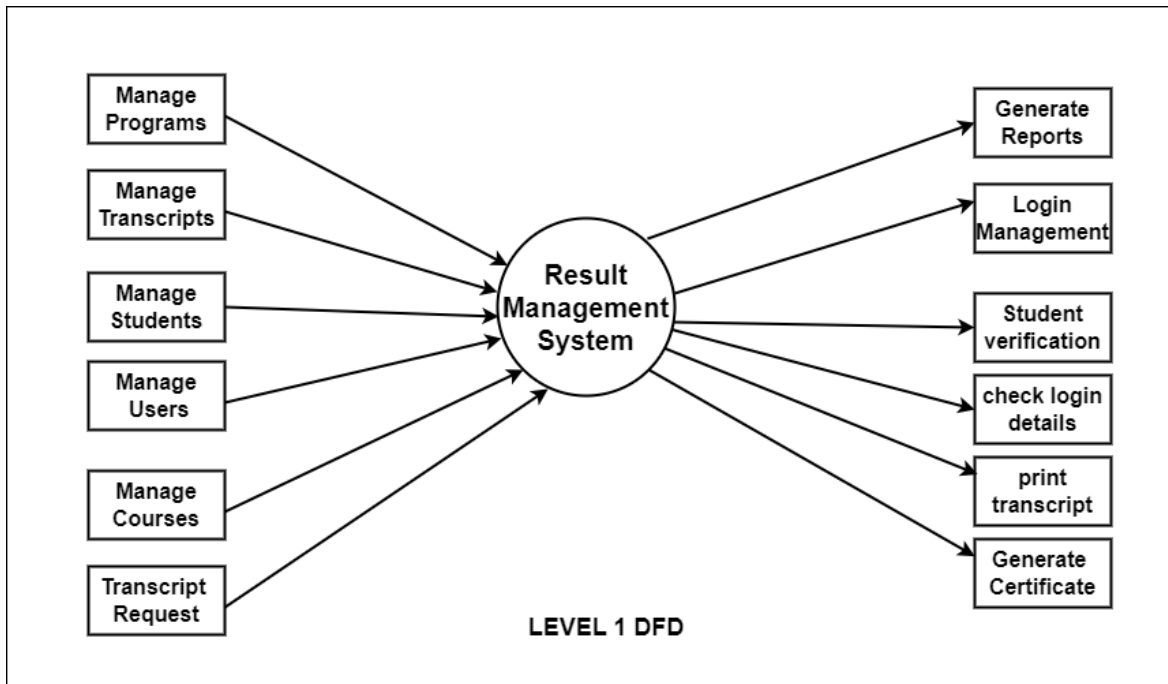 Manage
Programs
Manage
Transcripts
Manage
Students
Manage
Users
Manage
Courses
Transcript
Request
Result
Management
System
Generate
Reports
Login
Management
Student
verification
check login
details
print
transcript
Generate
Certificate
LEVEL 1 DFD